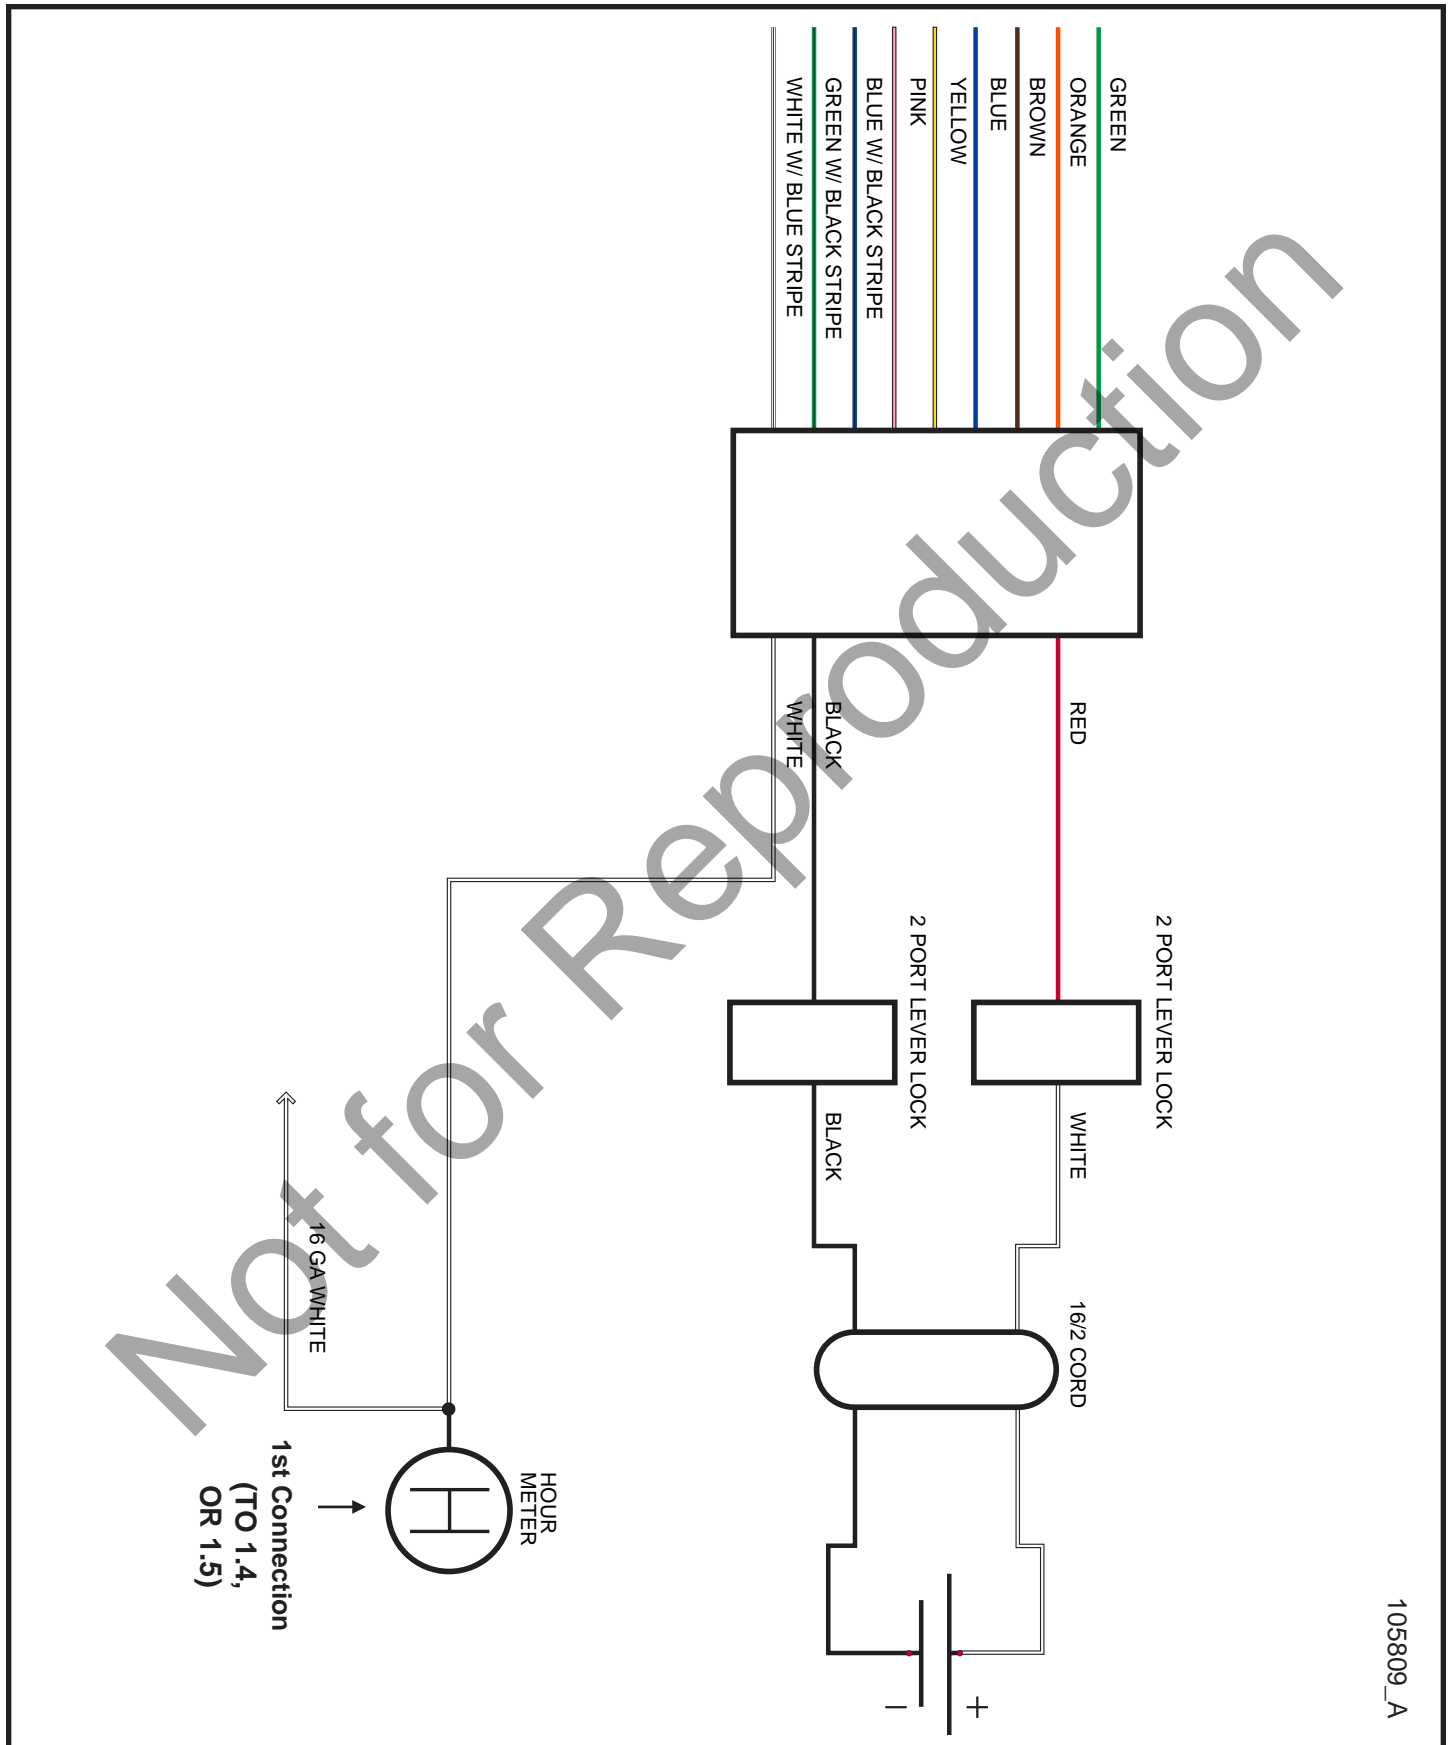 105809_A
GREEN
ORANGE
BROWN
BLUE
YELLOW
PINK
BLUE W/ BLACK STRIPE
GREEN W/ BLACK STRIPE
WHITE W/ BLUE STRIPE
RED
BLACK
WHITE
2 PORT LEVER LOCK
2 PORT LEVER LOCK
WHITE
BLACK
16/2 CORD
+
−
HOUR
METER
H
16 GA WHITE
1st Connection
(TO 1.4,
OR 1.5)
Not for Reproduction